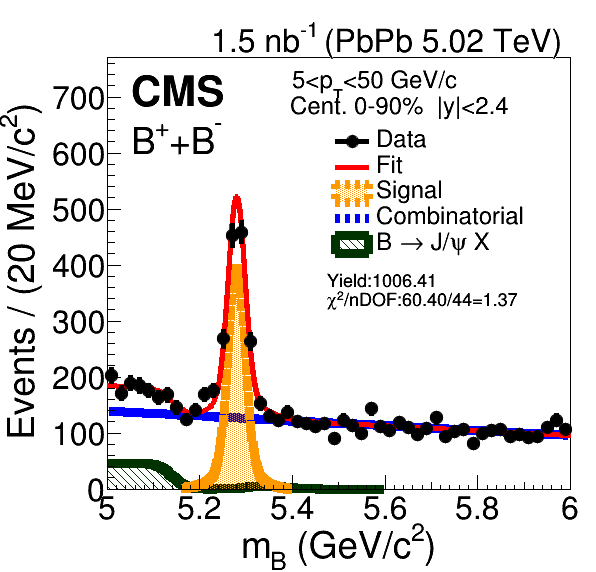 1.5 nb⁻¹ (PbPb 5.02 TeV)
CMS
B⁺+B⁻
5<p_T<50 GeV/c
Cent. 0-90% |y|<2.4
Data
Fit
Signal
Combinatorial
B → J/ψ X
Yield:1006.41
χ²/nDOF:60.40/44=1.37
Events / (20 MeV/c²)
700
600
500
400
300
200
100
0
5
5.2
5.4
5.6
5.8
6
m_B (GeV/c²)